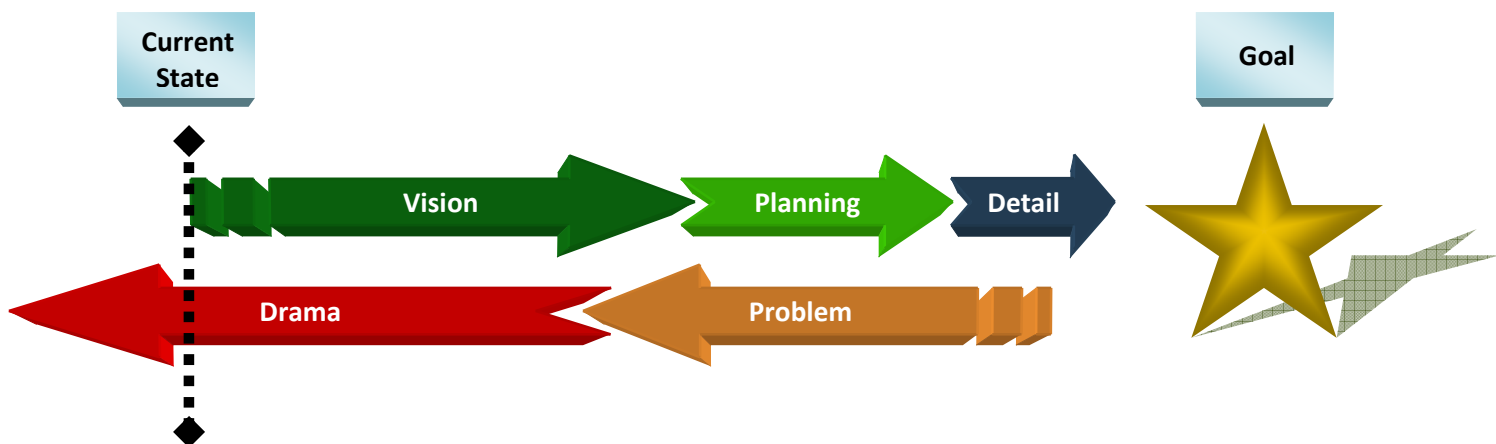 Current
State
Goal
Vision
Planning
Detail
Drama
Problem